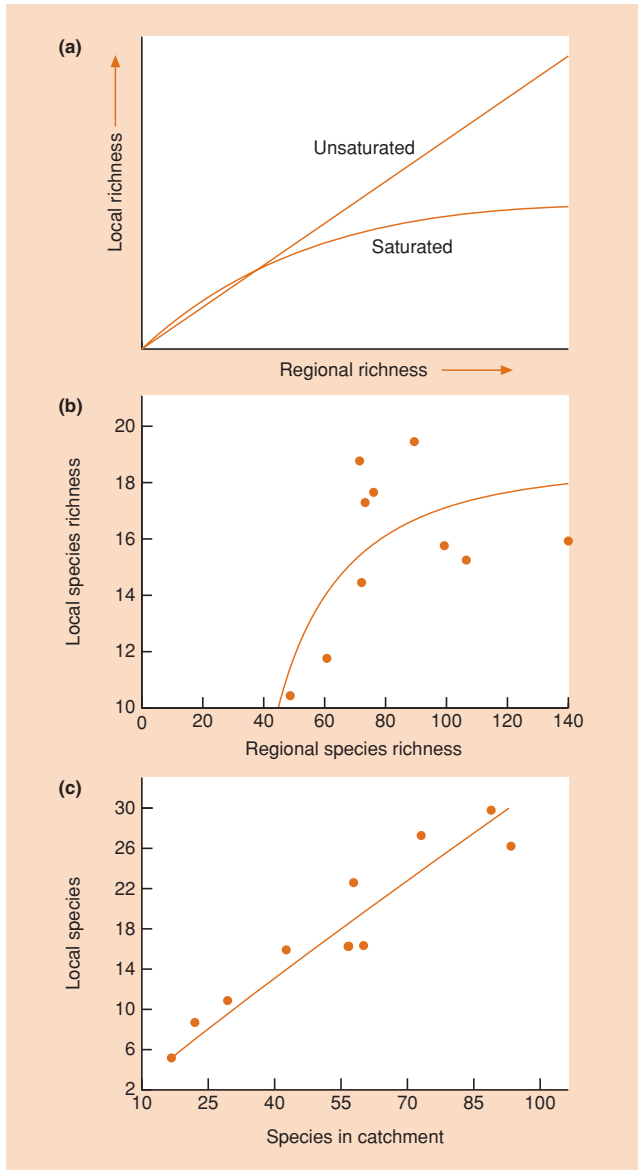 (a)
Local richness
Unsaturated
Saturated
Regional richness
(b)
Local species richness
20
18
16
14
12
10
0 20 40 60 80 100 120 140
Regional species richness
(c)
Local species
30
26
22
18
14
10
6
2
10 25 40 55 70 85 100
Species in catchment